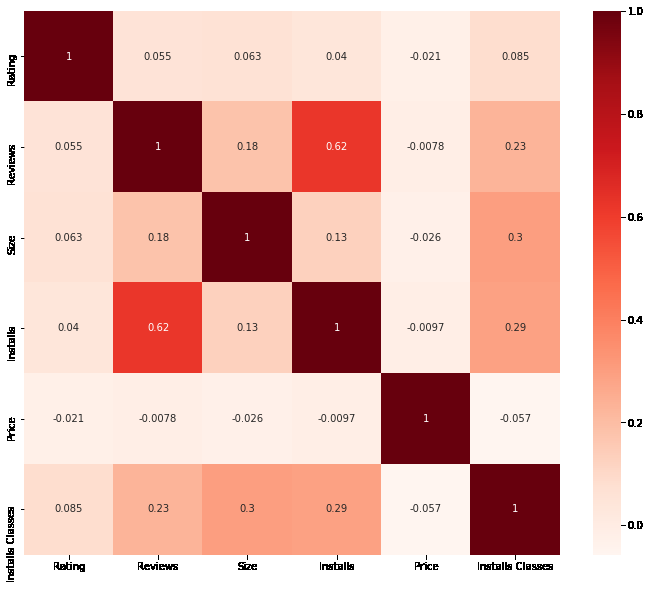 Rating 1 0.055 0.063 0.04 -0.021 0.085
Reviews 0.055 1 0.18 0.62 -0.0078 0.23
Size 0.063 0.18 1 0.13 -0.026 0.3
Installs 0.04 0.62 0.13 1 -0.0097 0.29
Price -0.021 -0.0078 -0.026 -0.0097 1 -0.057
Installs Classes 0.085 0.23 0.3 0.29 -0.057 1
Rating Reviews Size Installs Price Installs Classes
1.0
0.8
0.6
0.4
0.2
0.0